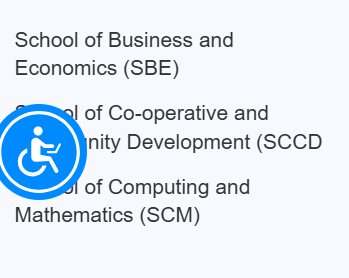 School of Business and
Economics (SBE)
of Co-operative and
Development (SCCD
of Computing and
Mathematics (SCM)